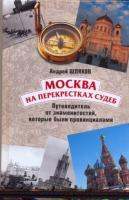 Андрей ШЛЯХОВ
МОСКВА
НА ПЕРЕКРЕСТКАХ СУДЕБ
Путеводитель
от знаменитостей,
которые были провинциалами